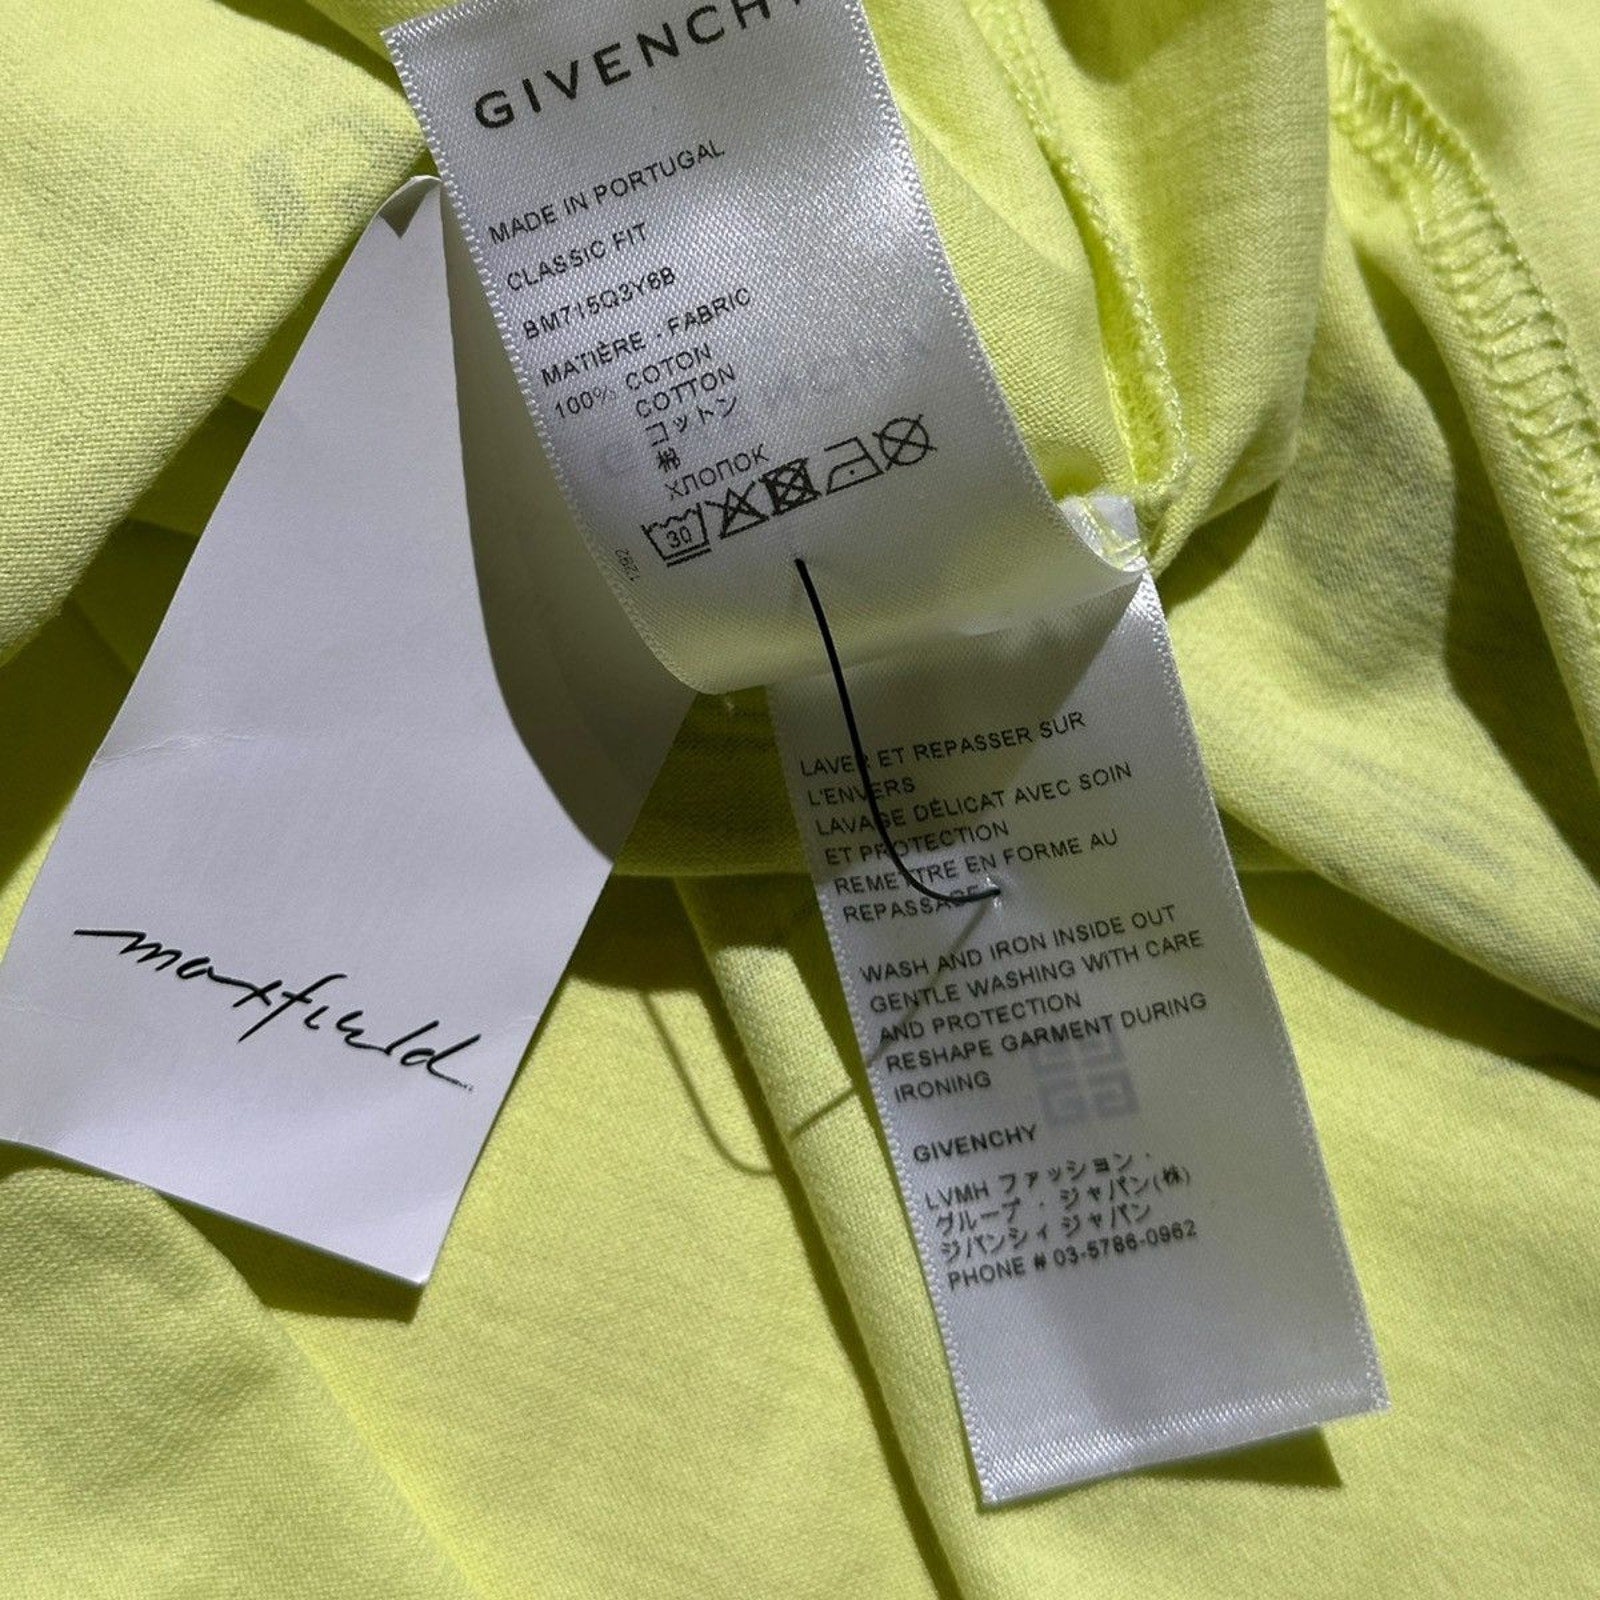 GIVENCHY
MADE IN PORTUGAL
CLASSIC FIT
BM715Q3Y6B
MATIÈRE - FABRIC
100% COTON
COTTON
コットン
棉
ХЛОПОК
30
1292
maxfield
LAVER ET REPASSER SUR
L'ENVERS
LAVAGE DÉLICAT AVEC SOIN
ET PROTECTION
REMETTRE EN FORME AU
REPASSAGE
WASH AND IRON INSIDE OUT
GENTLE WASHING WITH CARE
AND PROTECTION
RESHAPE GARMENT DURING
IRONING
GIVENCHY
LVMH ファッション・
グループ・ジャパン(株)
ジバンシィ ジャパン
PHONE # 03-5786-0962